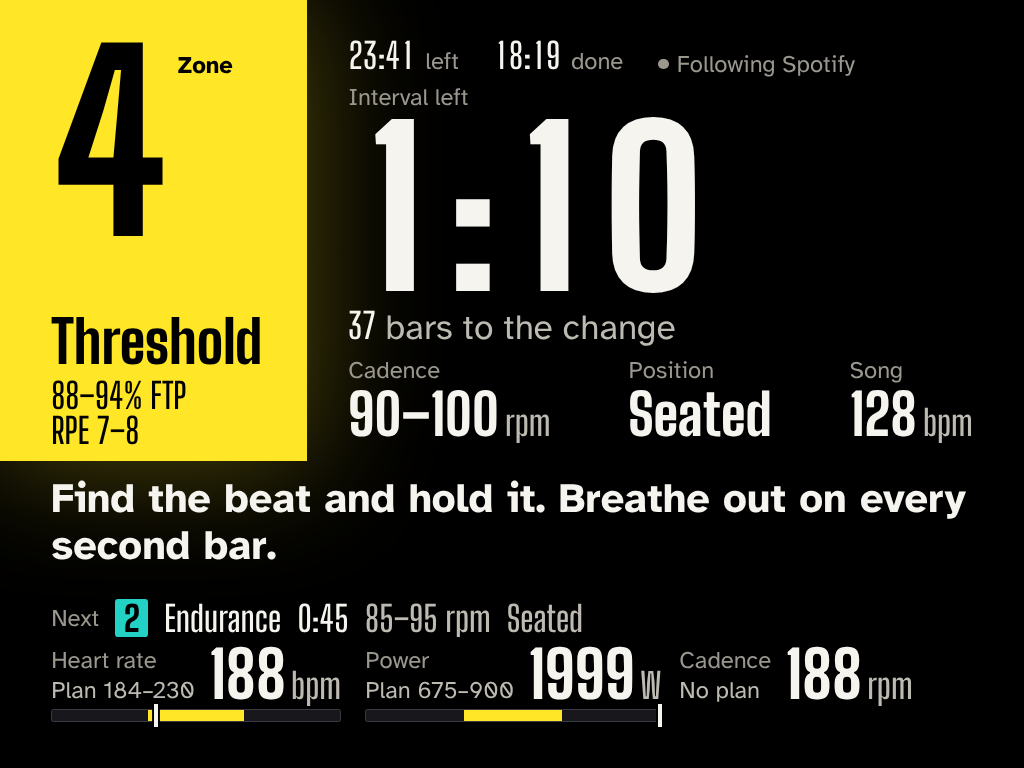 4 Zone
Threshold
88–94% FTP
RPE 7–8
23:41 left 18:19 done Following Spotify
Interval left
1:10
37 bars to the change
Cadence Position Song
90–100 rpm Seated 128 bpm
Find the beat and hold it. Breathe out on every
second bar.
Next 2 Endurance 0:45 85–95 rpm Seated
Heart rate 188 bpm
Plan 184–230
Power 1999 W
Plan 675–900
Cadence 188 rpm
No plan